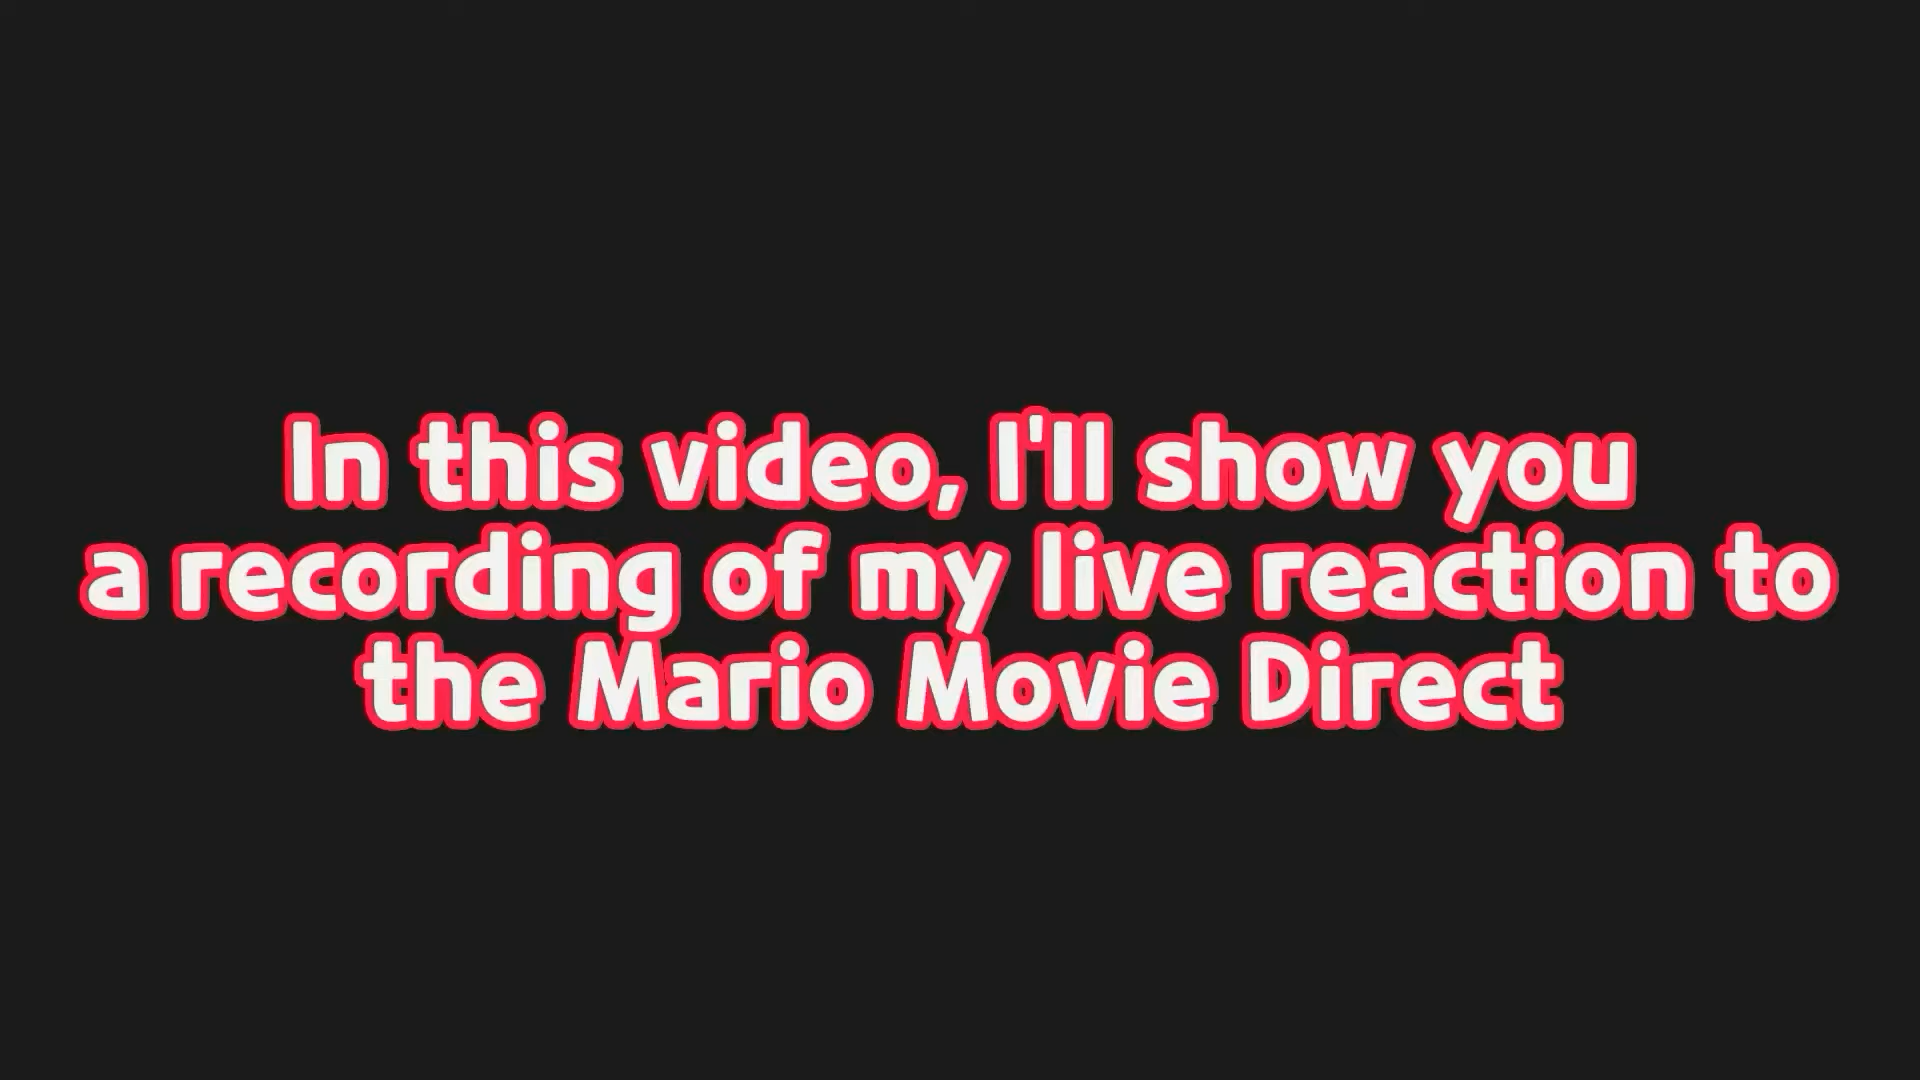 In this video, I'll show you
a recording of my live reaction to
the Mario Movie Direct